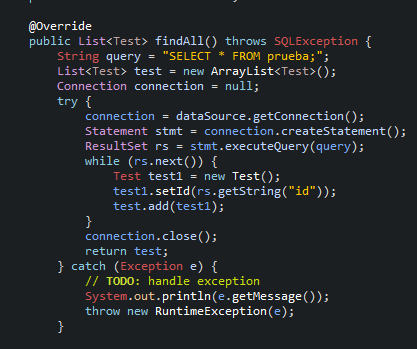 @Override
public List<Test> findAll() throws SQLException {
String query = "SELECT * FROM prueba;";
List<Test> test = new ArrayList<Test>();
Connection connection = null;
try {
connection = dataSource.getConnection();
Statement stmt = connection.createStatement();
ResultSet rs = stmt.executeQuery(query);
while (rs.next()) {
Test test1 = new Test();
test1.setId(rs.getString("id"));
test.add(test1);
}
connection.close();
return test;
} catch (Exception e) {
// TODO: handle exception
System.out.println(e.getMessage());
throw new RuntimeException(e);
}